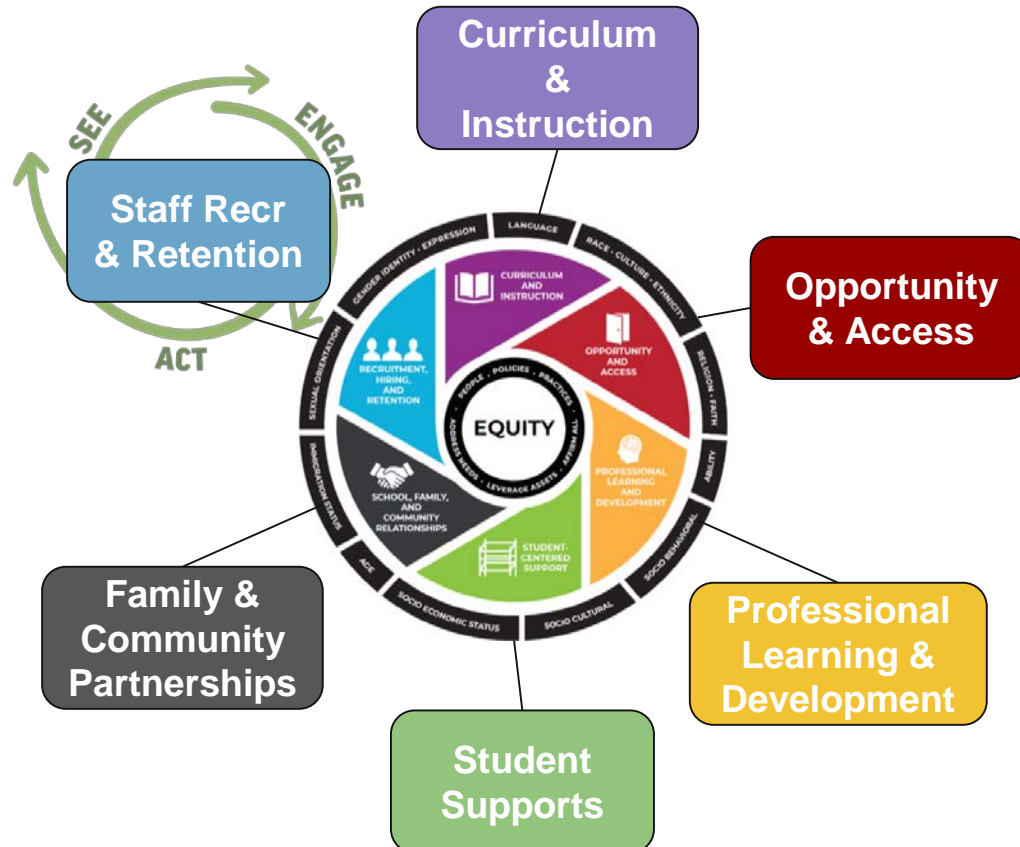 Curriculum
&
Instruction
SEE
ENGAGE
ACT
Staff Recr
& Retention
Opportunity
& Access
Family &
Community
Partnerships
Professional
Learning &
Development
Student
Supports
LANGUAGE
RACE • CULTURE • ETHNICITY
RELIGION • FAITH
ABILITY
SOCIO BEHAVIORAL
SOCIO CULTURAL
SOCIO ECONOMIC STATUS
AGE
IMMIGRATION STATUS
SEXUAL ORIENTATION
GENDER IDENTITY • EXPRESSION
CURRICULUM
AND
INSTRUCTION
OPPORTUNITY
AND
ACCESS
PROFESSIONAL
LEARNING
AND
DEVELOPMENT
STUDENT-
CENTERED
SUPPORT
SCHOOL, FAMILY,
AND
COMMUNITY
RELATIONSHIPS
RECRUITMENT,
HIRING,
AND
RETENTION
PEOPLE • POLICIES • PRACTICES
ADDRESS NEEDS • LEVERAGE ASSETS • AFFIRM ALL
EQUITY